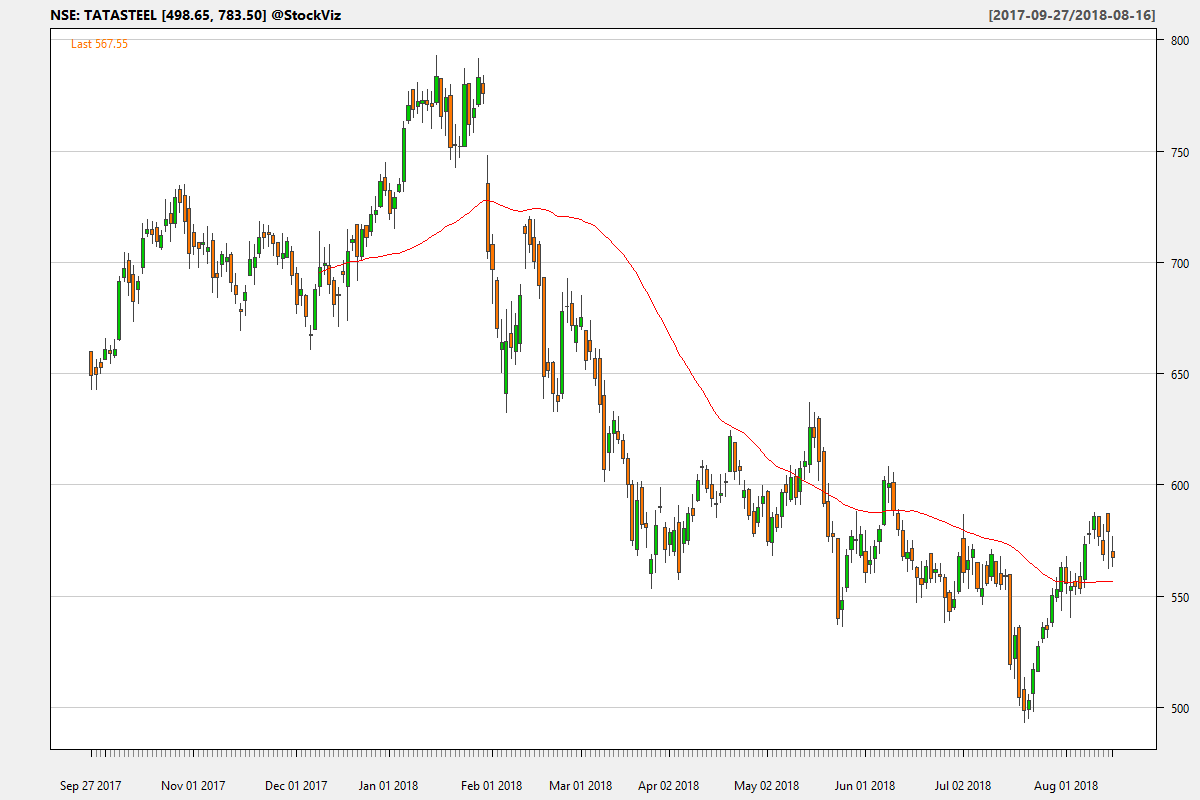 NSE: TATASTEEL [498.65, 783.50] @StockViz
[2017-09-27/2018-08-16]
Last 567.55
800
750
700
650
600
550
500
Sep 27 2017
Nov 01 2017
Dec 01 2017
Jan 01 2018
Feb 01 2018
Mar 01 2018
Apr 02 2018
May 02 2018
Jun 01 2018
Jul 02 2018
Aug 01 2018